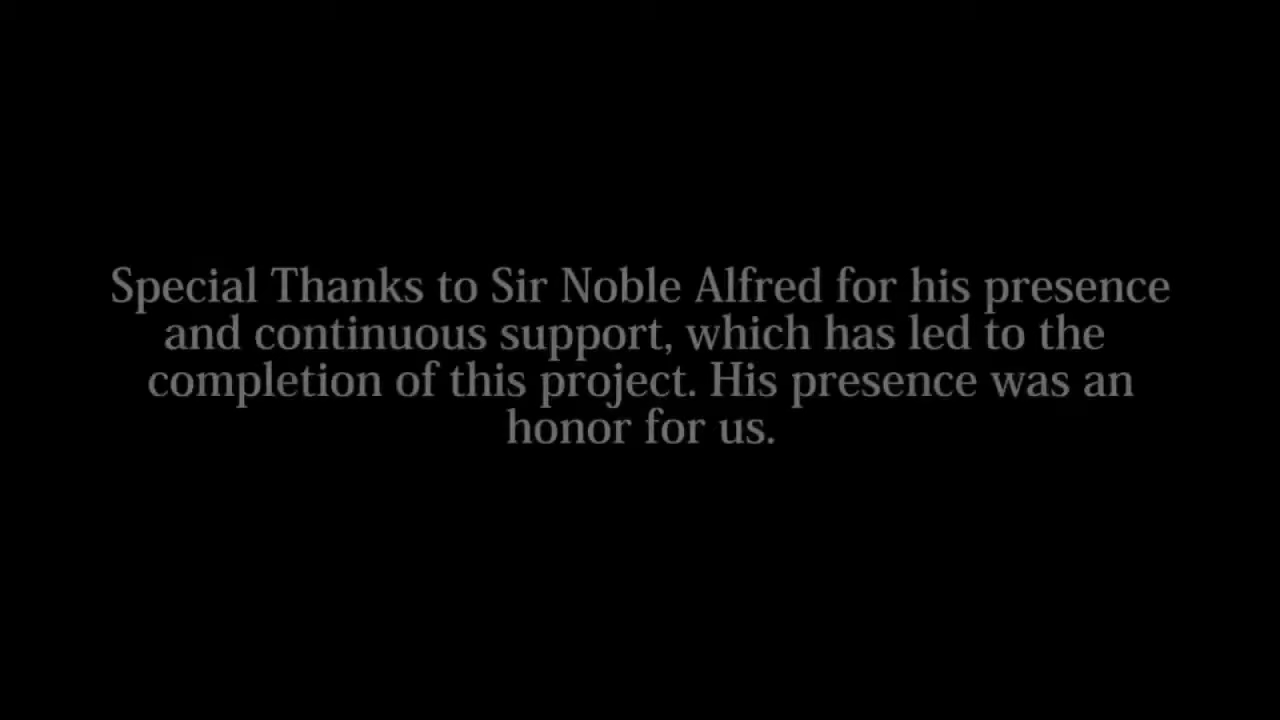 Special Thanks to Sir Noble Alfred for his presence
and continuous support, which has led to the
completion of this project. His presence was an
honor for us.